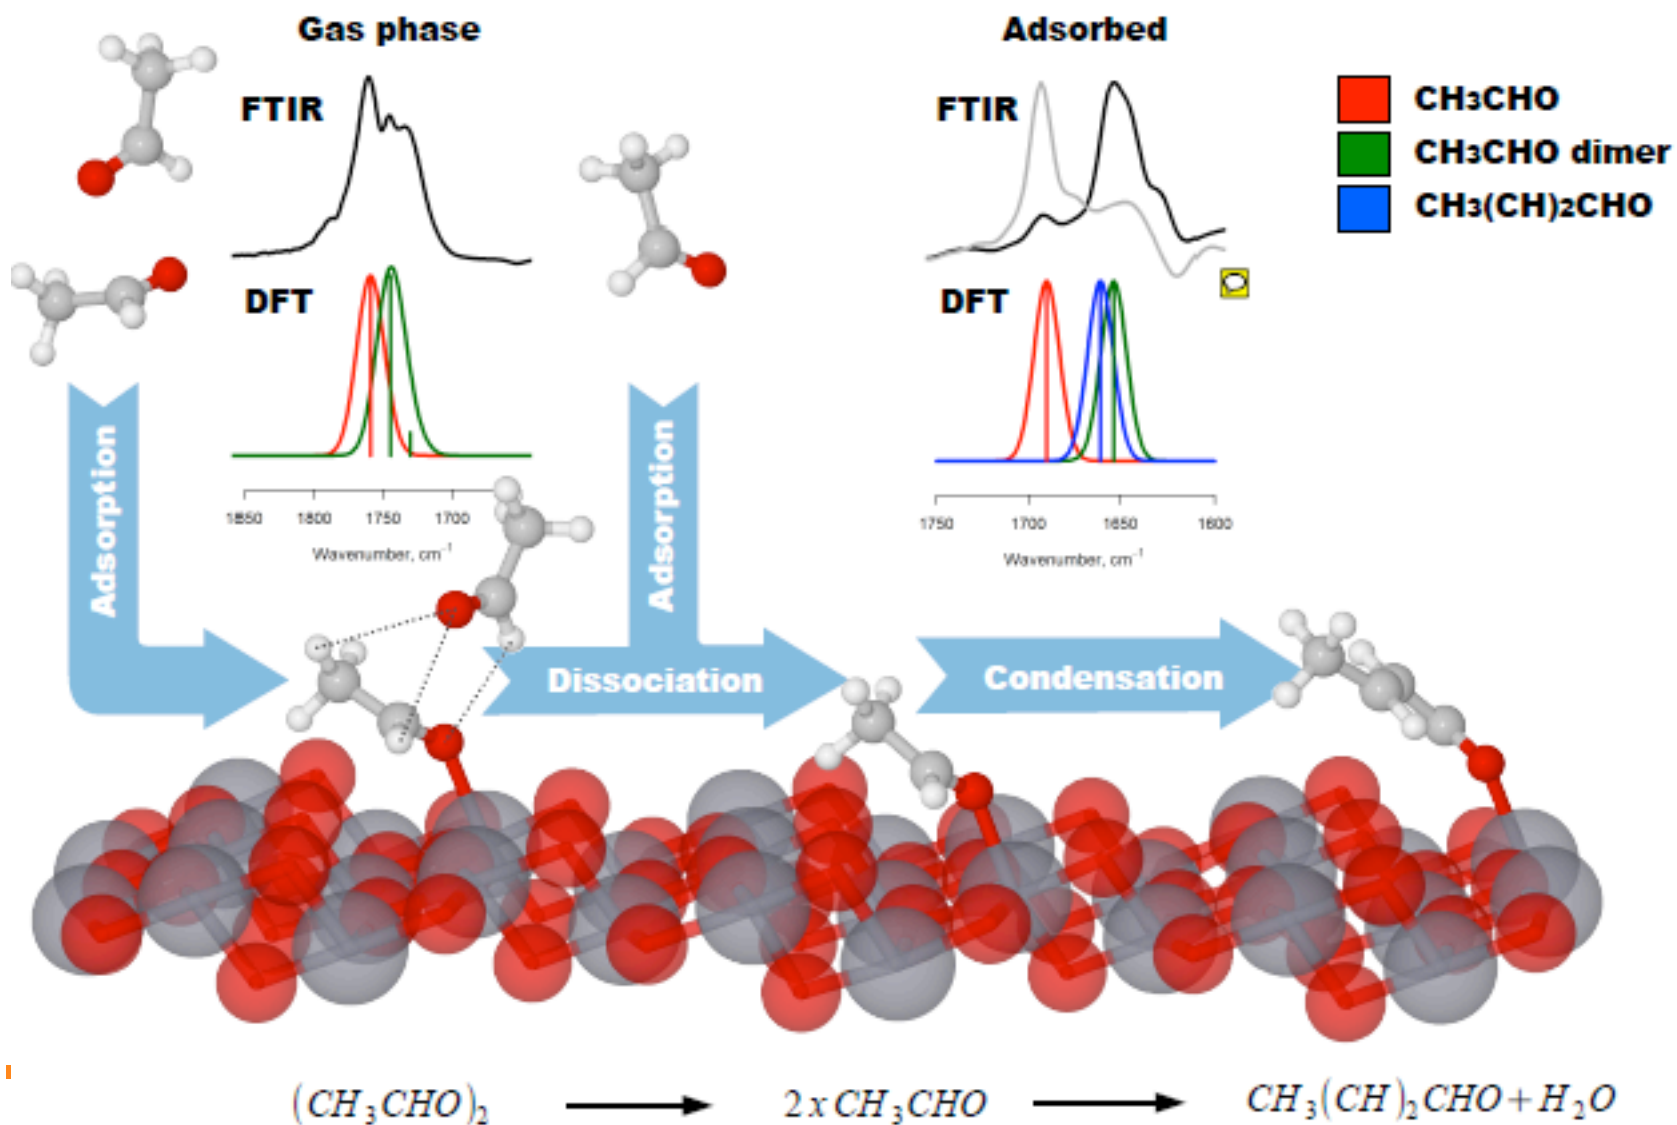 Gas phase
Adsorbed
FTIR
FTIR
CH3CHO
CH3CHO dimer
CH3(CH)2CHO
DFT
DFT
1850 1800 1750 1700
Wavenumber, cm⁻¹
1750 1700 1650 1600
Wavenumber, cm⁻¹
Adsorption
Adsorption
Dissociation
Condensation
(CH₃CHO)₂ → 2 x CH₃CHO → CH₃(CH)₂CHO + H₂O